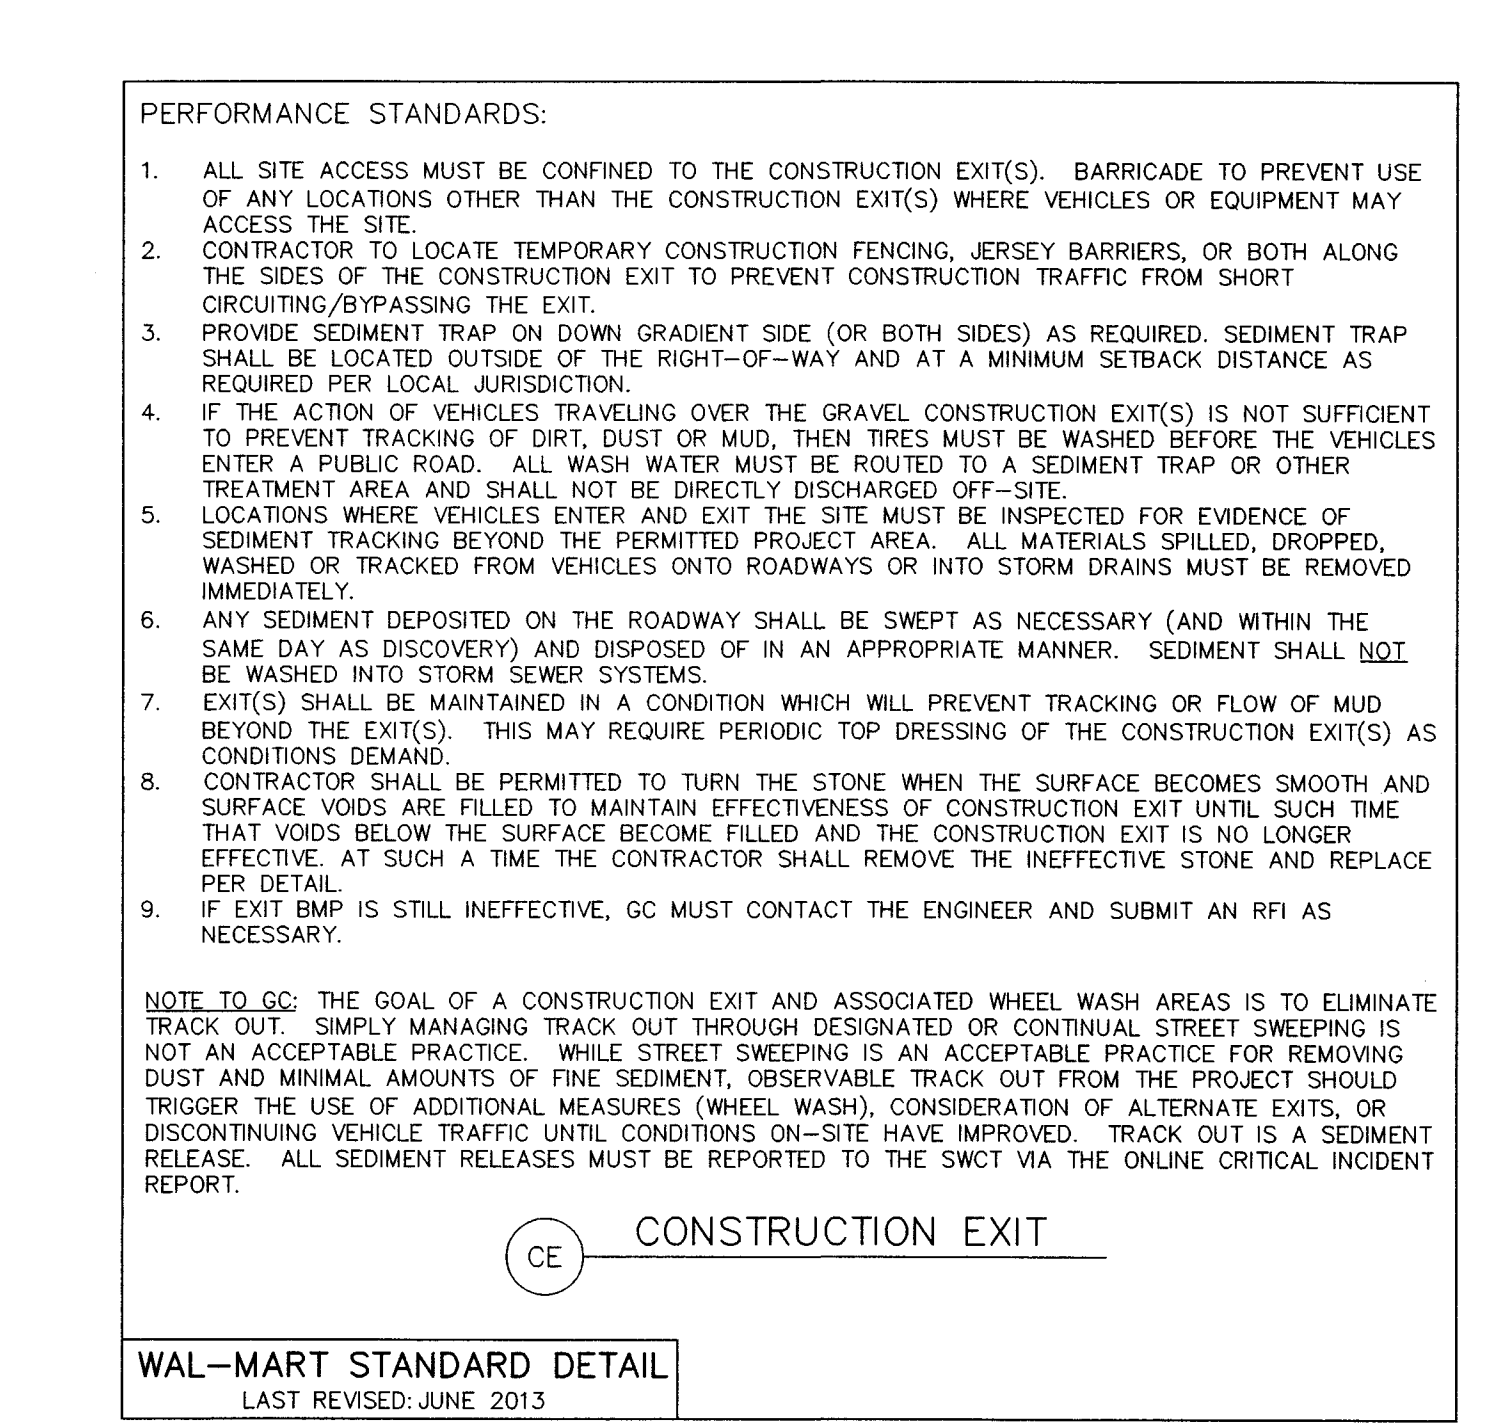 PERFORMANCE STANDARDS:
1. ALL SITE ACCESS MUST BE CONFINED TO THE CONSTRUCTION EXIT(S). BARRICADE TO PREVENT USE
OF ANY LOCATIONS OTHER THAN THE CONSTRUCTION EXIT(S) WHERE VEHICLES OR EQUIPMENT MAY
ACCESS THE SITE.
2. CONTRACTOR TO LOCATE TEMPORARY CONSTRUCTION FENCING, JERSEY BARRIERS, OR BOTH ALONG
THE SIDES OF THE CONSTRUCTION EXIT TO PREVENT CONSTRUCTION TRAFFIC FROM SHORT
CIRCUITING/BYPASSING THE EXIT.
3. PROVIDE SEDIMENT TRAP ON DOWN GRADIENT SIDE (OR BOTH SIDES) AS REQUIRED. SEDIMENT TRAP
SHALL BE LOCATED OUTSIDE OF THE RIGHT-OF-WAY AND AT A MINIMUM SETBACK DISTANCE AS
REQUIRED PER LOCAL JURISDICTION.
4. IF THE ACTION OF VEHICLES TRAVELING OVER THE GRAVEL CONSTRUCTION EXIT(S) IS NOT SUFFICIENT
TO PREVENT TRACKING OF DIRT, DUST OR MUD, THEN TIRES MUST BE WASHED BEFORE THE VEHICLES
ENTER A PUBLIC ROAD. ALL WASH WATER MUST BE ROUTED TO A SEDIMENT TRAP OR OTHER
TREATMENT AREA AND SHALL NOT BE DIRECTLY DISCHARGED OFF-SITE.
5. LOCATIONS WHERE VEHICLES ENTER AND EXIT THE SITE MUST BE INSPECTED FOR EVIDENCE OF
SEDIMENT TRACKING BEYOND THE PERMITTED PROJECT AREA. ALL MATERIALS SPILLED, DROPPED,
WASHED OR TRACKED FROM VEHICLES ONTO ROADWAYS OR INTO STORM DRAINS MUST BE REMOVED
IMMEDIATELY.
6. ANY SEDIMENT DEPOSITED ON THE ROADWAY SHALL BE SWEPT AS NECESSARY (AND WITHIN THE
SAME DAY AS DISCOVERY) AND DISPOSED OF IN AN APPROPRIATE MANNER. SEDIMENT SHALL NOT
BE WASHED INTO STORM SEWER SYSTEMS.
7. EXIT(S) SHALL BE MAINTAINED IN A CONDITION WHICH WILL PREVENT TRACKING OR FLOW OF MUD
BEYOND THE EXIT(S). THIS MAY REQUIRE PERIODIC TOP DRESSING OF THE CONSTRUCTION EXIT(S) AS
CONDITIONS DEMAND.
8. CONTRACTOR SHALL BE PERMITTED TO TURN THE STONE WHEN THE SURFACE BECOMES SMOOTH AND
SURFACE VOIDS ARE FILLED TO MAINTAIN EFFECTIVENESS OF CONSTRUCTION EXIT UNTIL SUCH TIME
THAT VOIDS BELOW THE SURFACE BECOME FILLED AND THE CONSTRUCTION EXIT IS NO LONGER
EFFECTIVE. AT SUCH A TIME THE CONTRACTOR SHALL REMOVE THE INEFFECTIVE STONE AND REPLACE
PER DETAIL.
9. IF EXIT BMP IS STILL INEFFECTIVE, GC MUST CONTACT THE ENGINEER AND SUBMIT AN RFI AS
NECESSARY.
NOTE TO GC: THE GOAL OF A CONSTRUCTION EXIT AND ASSOCIATED WHEEL WASH AREAS IS TO ELIMINATE
TRACK OUT. SIMPLY MANAGING TRACK OUT THROUGH DESIGNATED OR CONTINUAL STREET SWEEPING IS
NOT AN ACCEPTABLE PRACTICE. WHILE STREET SWEEPING IS AN ACCEPTABLE PRACTICE FOR REMOVING
DUST AND MINIMAL AMOUNTS OF FINE SEDIMENT, OBSERVABLE TRACK OUT FROM THE PROJECT SHOULD
TRIGGER THE USE OF ADDITIONAL MEASURES (WHEEL WASH), CONSIDERATION OF ALTERNATE EXITS, OR
DISCONTINUING VEHICLE TRAFFIC UNTIL CONDITIONS ON-SITE HAVE IMPROVED. TRACK OUT IS A SEDIMENT
RELEASE. ALL SEDIMENT RELEASES MUST BE REPORTED TO THE SWCT VIA THE ONLINE CRITICAL INCIDENT
REPORT.
CE CONSTRUCTION EXIT
WAL-MART STANDARD DETAIL
LAST REVISED: JUNE 2013